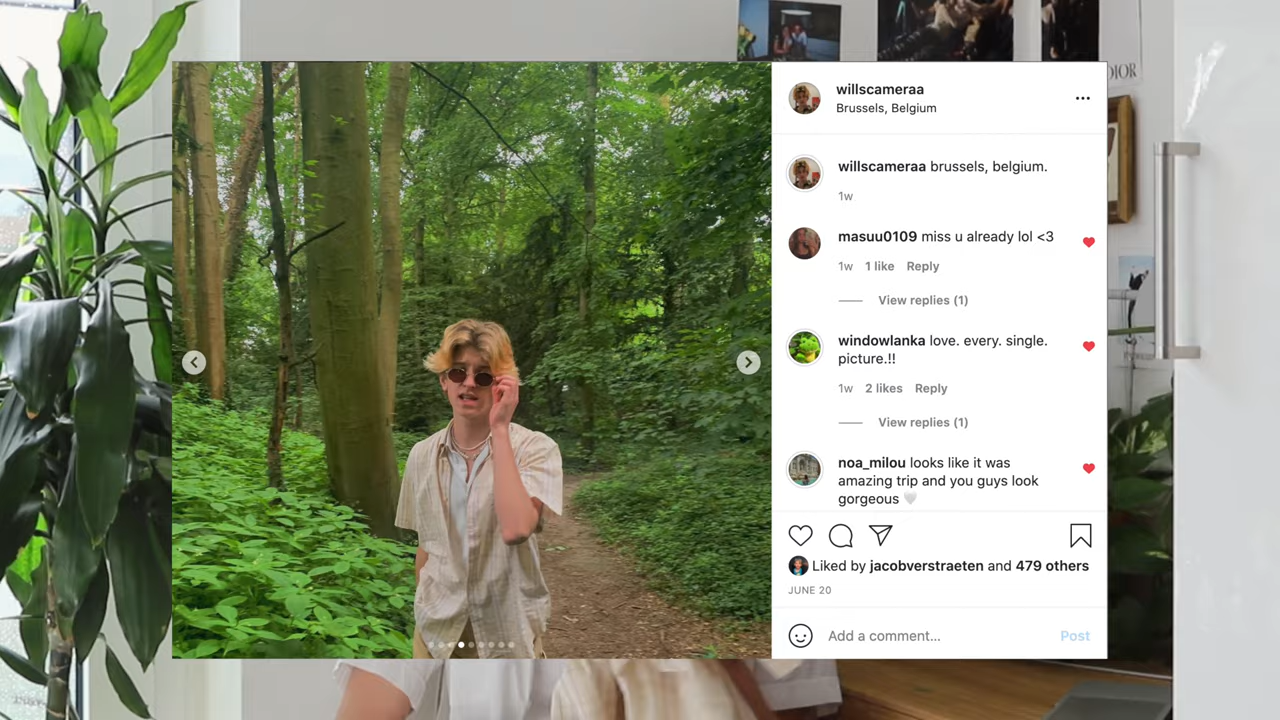 DIOR
willscameraa
Brussels, Belgium
willscameraa brussels, belgium.
1w
masuu0109 miss u already lol <3
1w 1 like Reply
View replies (1)
windowlanka love. every. single.
picture.!!
1w 2 likes Reply
View replies (1)
noa_milou looks like it was
amazing trip and you guys look
gorgeous 🤍
Liked by jacobverstraeten and 479 others
JUNE 20
Add a comment... Post